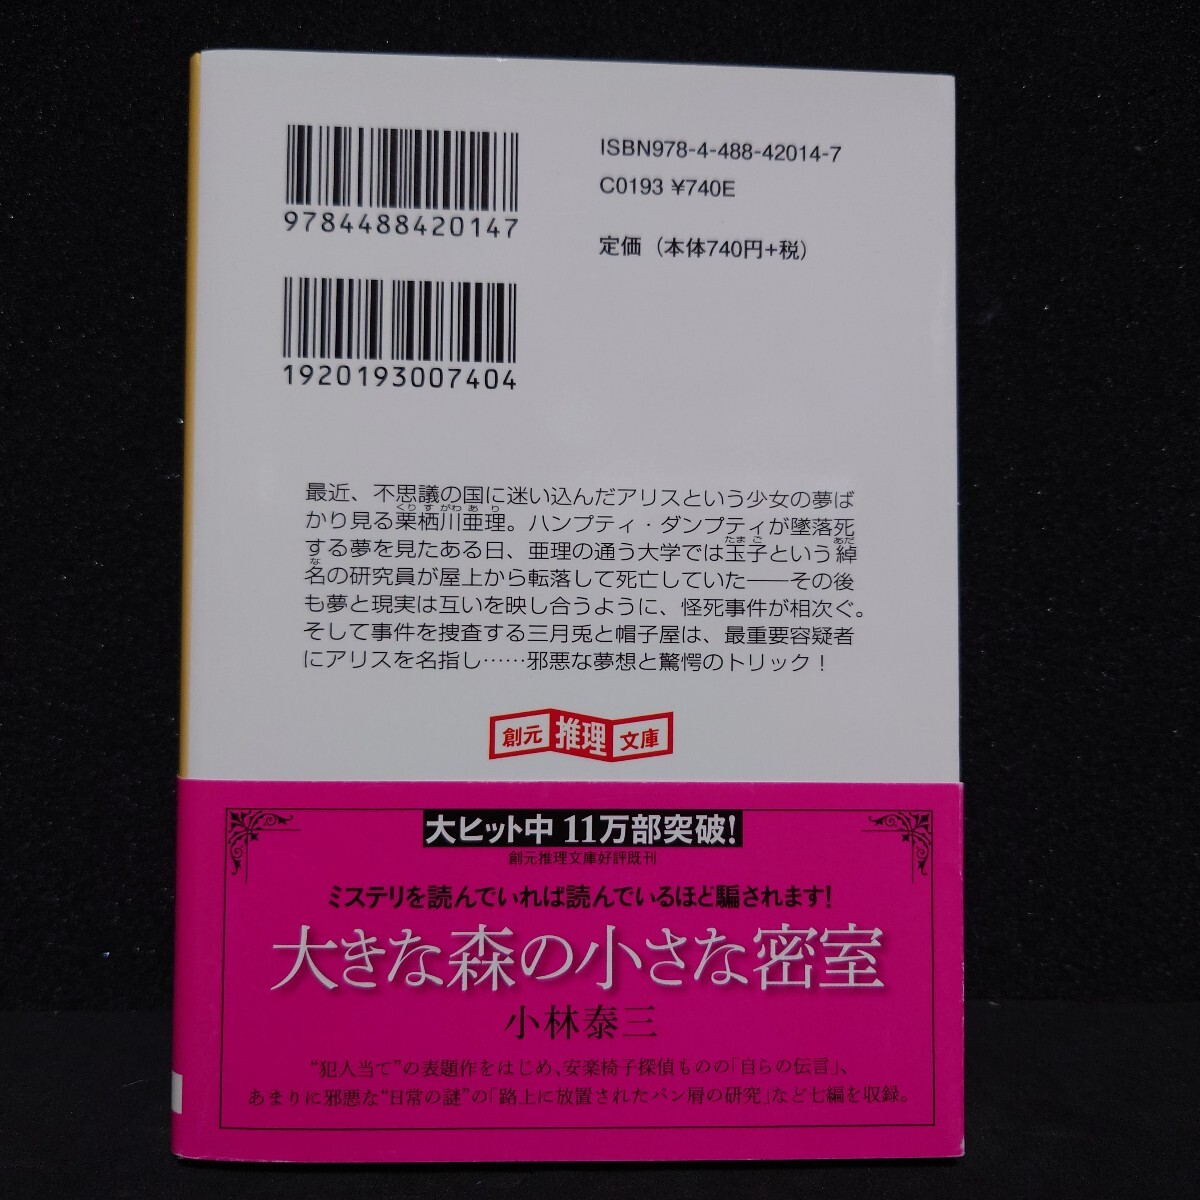 ISBN978-4-488-42014-7
C0193 ¥740E
定価（本体740円+税）
9784488420147
1920193007404
最近、不思議の国に迷い込んだアリスという少女の夢ば
かり見る栗栖川亜理。ハンプティ・ダンプティが墜落死
くりすがわあり
する夢を見たある日、亜理の通う大学では玉子という綽
たまご あだ
名の研究員が屋上から転落して死亡していた――その後
な
も夢と現実は互いを映し合うように、怪死事件が相次ぐ。
そして事件を捜査する三月兎と帽子屋は、最重要容疑者
にアリスを名指し……邪悪な夢想と驚愕のトリック！
創元推理文庫
大ヒット中 11万部突破！
創元推理文庫好評既刊
ミステリを読んでいれば読んでいるほど騙されます！
大きな森の小さな密室
小林泰三
“犯人当て”の表題作をはじめ、安楽椅子探偵ものの「自らの伝言」、
あまりに邪悪な“日常の謎”の「路上に放置されたパン屑の研究」など七編を収録。